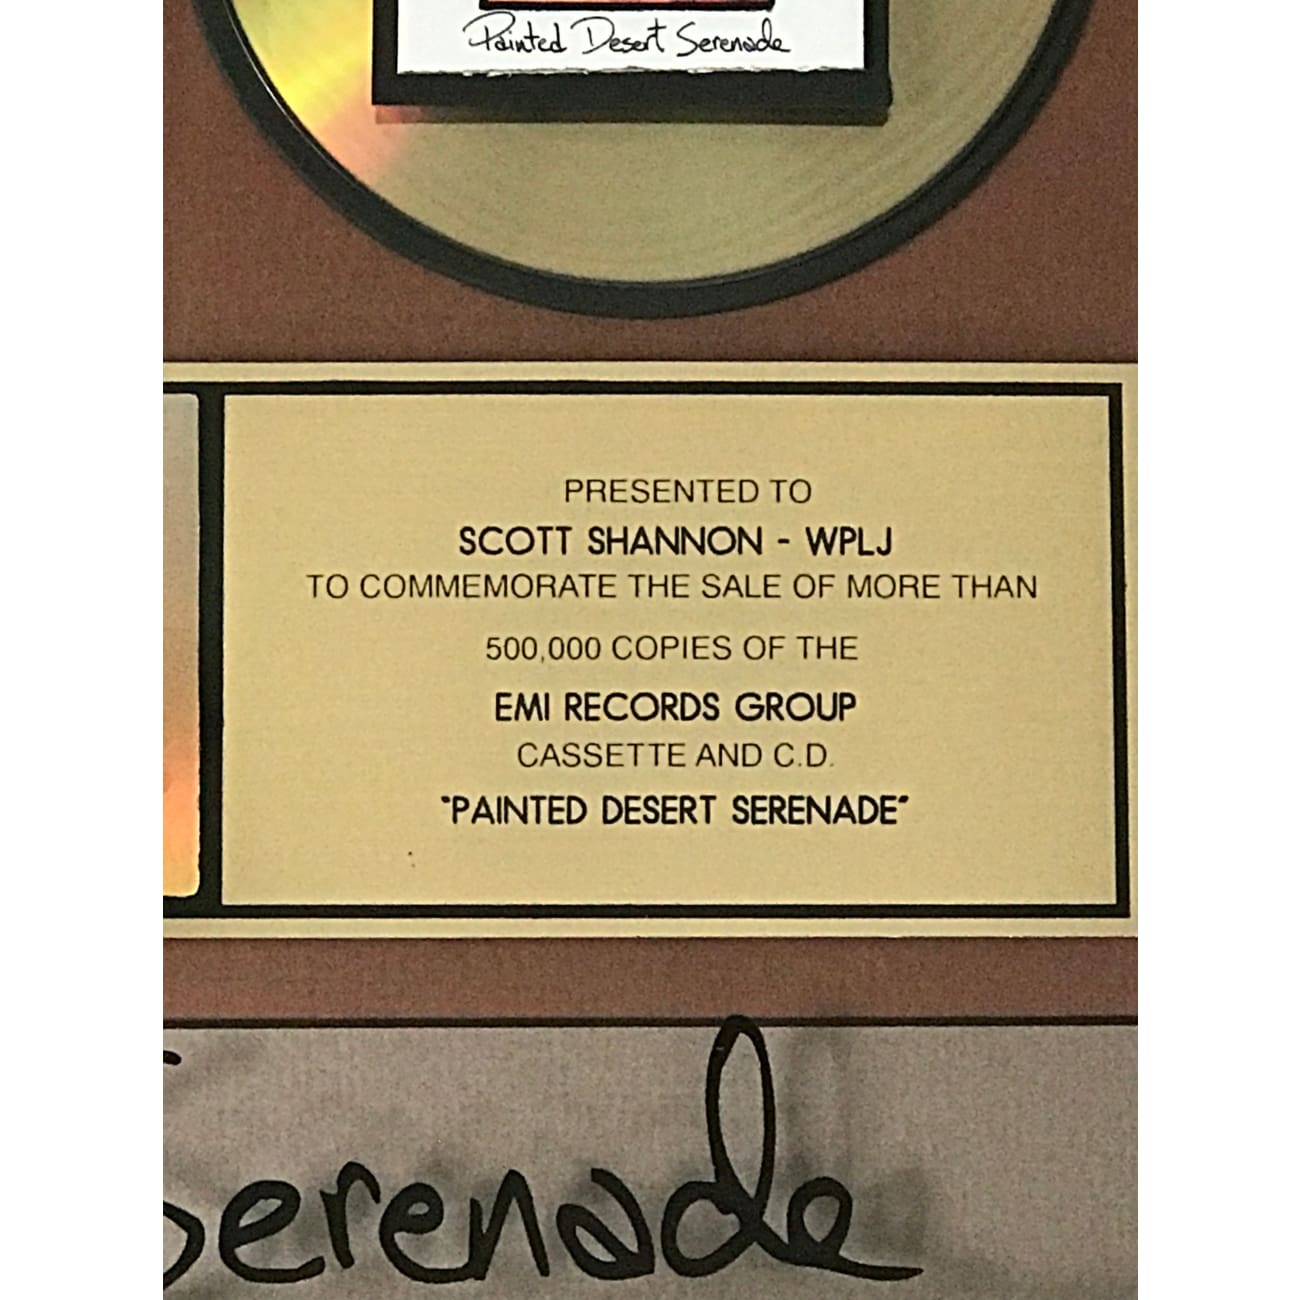 Painted Desert Serenade
PRESENTED TO
SCOTT SHANNON - WPLJ
TO COMMEMORATE THE SALE OF MORE THAN
500,000 COPIES OF THE
EMI RECORDS GROUP
CASSETTE AND C.D.
"PAINTED DESERT SERENADE"
Serenade